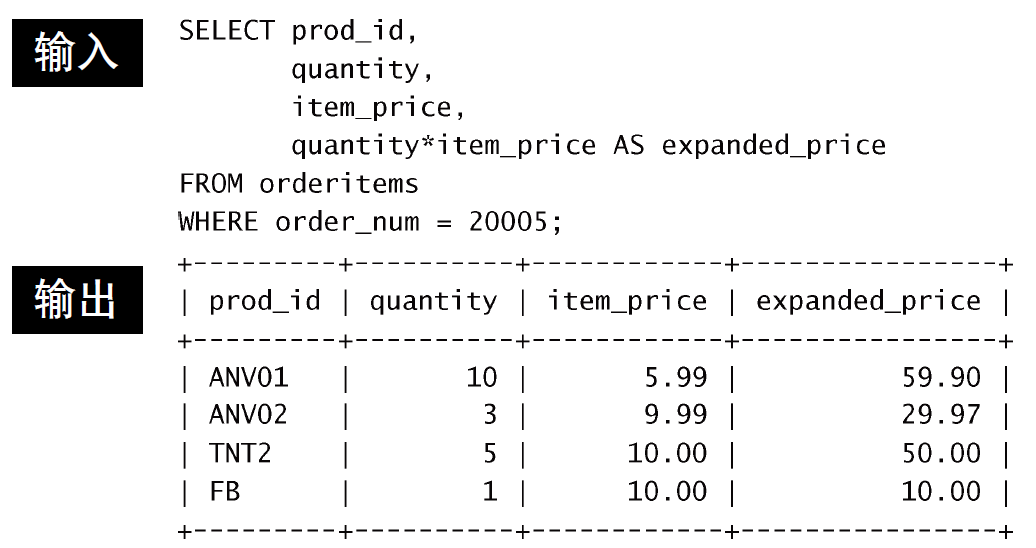 输入
SELECT prod_id,
       quantity,
       item_price,
       quantity*item_price AS expanded_price
FROM orderitems
WHERE order_num = 20005;
输出
+---------+----------+------------+----------------+
| prod_id | quantity | item_price | expanded_price |
+---------+----------+------------+----------------+
| ANV01   |       10 |       5.99 |          59.90 |
| ANV02   |        3 |       9.99 |          29.97 |
| TNT2    |        5 |      10.00 |          50.00 |
| FB      |        1 |      10.00 |          10.00 |
+---------+----------+------------+----------------+